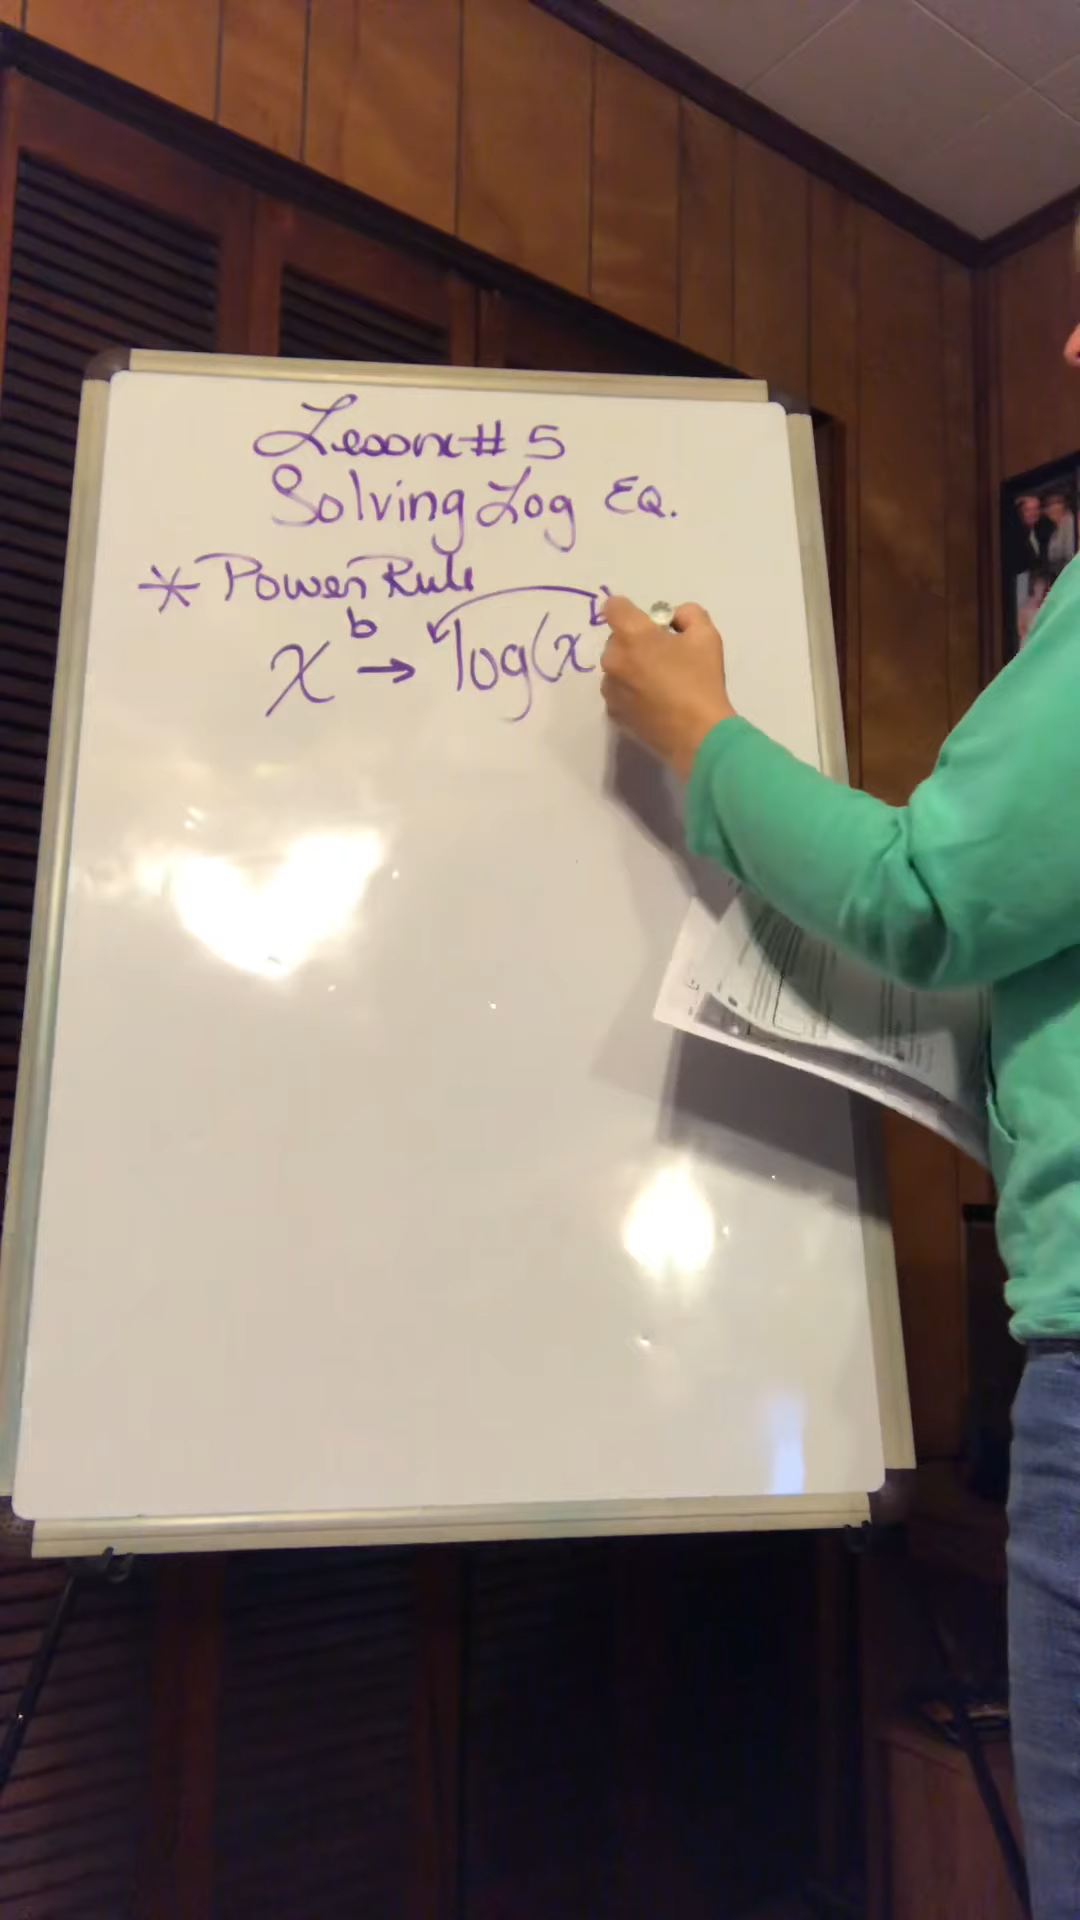 Lesson # 5
Solving Log EQ.
* Power Rule
x^b → log(x^b